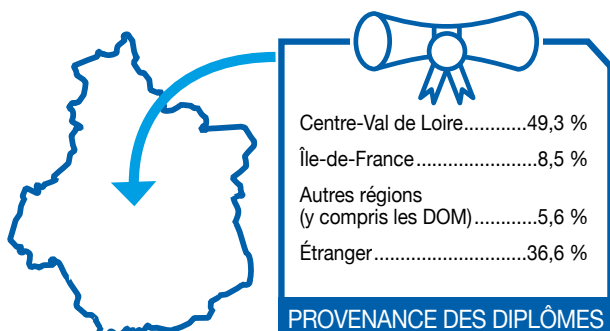 Centre-Val de Loire............49,3 %
Île-de-France...................8,5 %
Autres régions
(y compris les DOM)............5,6 %
Étranger.........................36,6 %
PROVENANCE DES DIPLÔMES